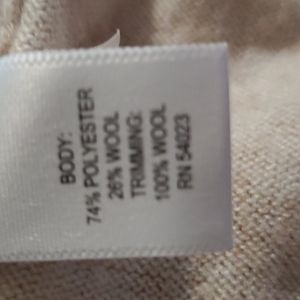 BODY:
74% POLYESTER
26% WOOL
TRIMMING:
100% WOOL
RN 54023